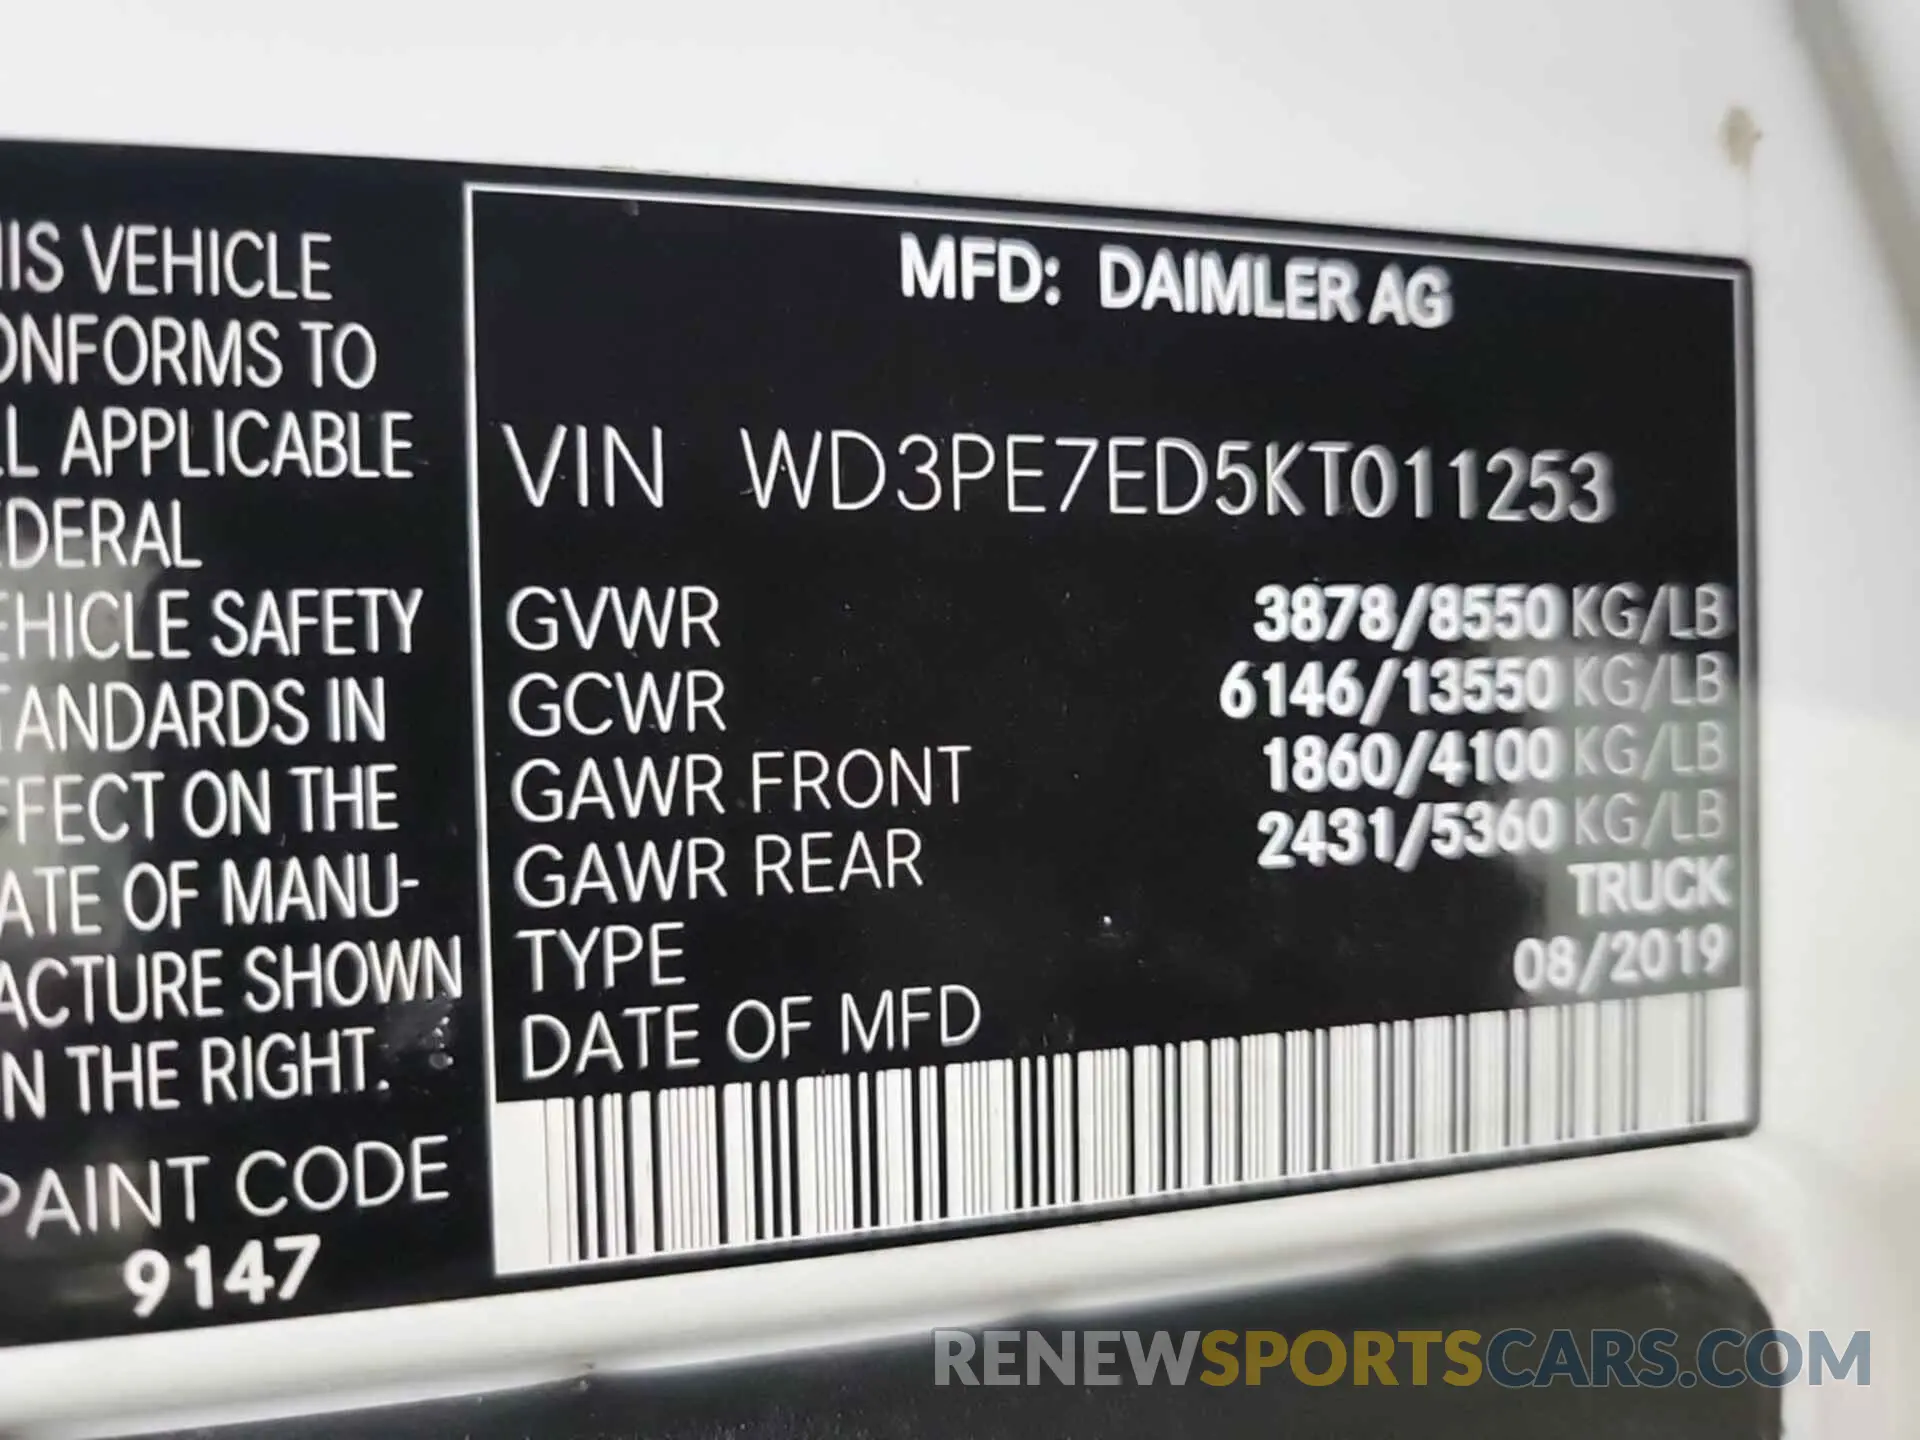 IS VEHICLE
ONFORMS TO
L APPLICABLE
EDERAL
EHICLE SAFETY
TANDARDS IN
FFECT ON THE
ATE OF MANU-
ACTURE SHOWN
N THE RIGHT.
PAINT CODE
9147
MFD: DAIMLER AG
VIN WD3PE7ED5KT011253
GVWR 3878/8550 KG/LB
GCWR 6146/13550 KG/LB
GAWR FRONT 1860/4100 KG/LB
GAWR REAR 2431/5360 KG/LB
TYPE TRUCK
DATE OF MFD 08/2019
RENEWSPORTSCARS.COM